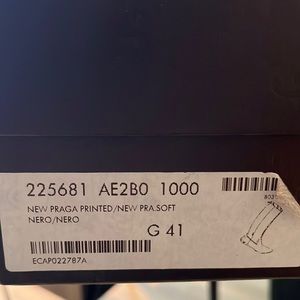 225681 AE2B0 1000
NEW PRAGA PRINTED/NEW PRA.SOFT
NERO/NERO
G 41
ECAP022787A